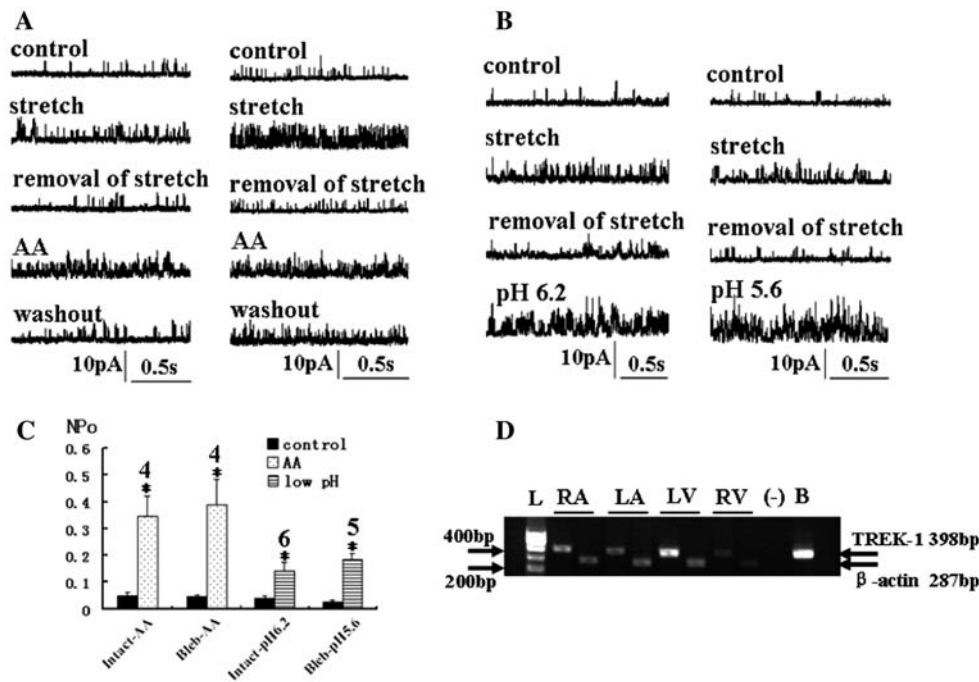 A
control
control
stretch
stretch
removal of stretch
removal of stretch
AA
AA
washout
washout
10pA 0.5s
10pA 0.5s
B
control
control
stretch
stretch
removal of stretch
removal of stretch
pH 6.2
pH 5.6
10pA 0.5s
10pA 0.5s
C
NPo
0.6
0.5
0.4
0.3
0.2
0.1
0
4
*
4
*
6
*
5
*
control
AA
low pH
Intact-AA
Bleb-AA
Intact-pH6.2
Bleb-pH5.6
D
L RA LA LV RV (-) B
400bp
200bp
TREK-1 398bp
β-actin 287bp